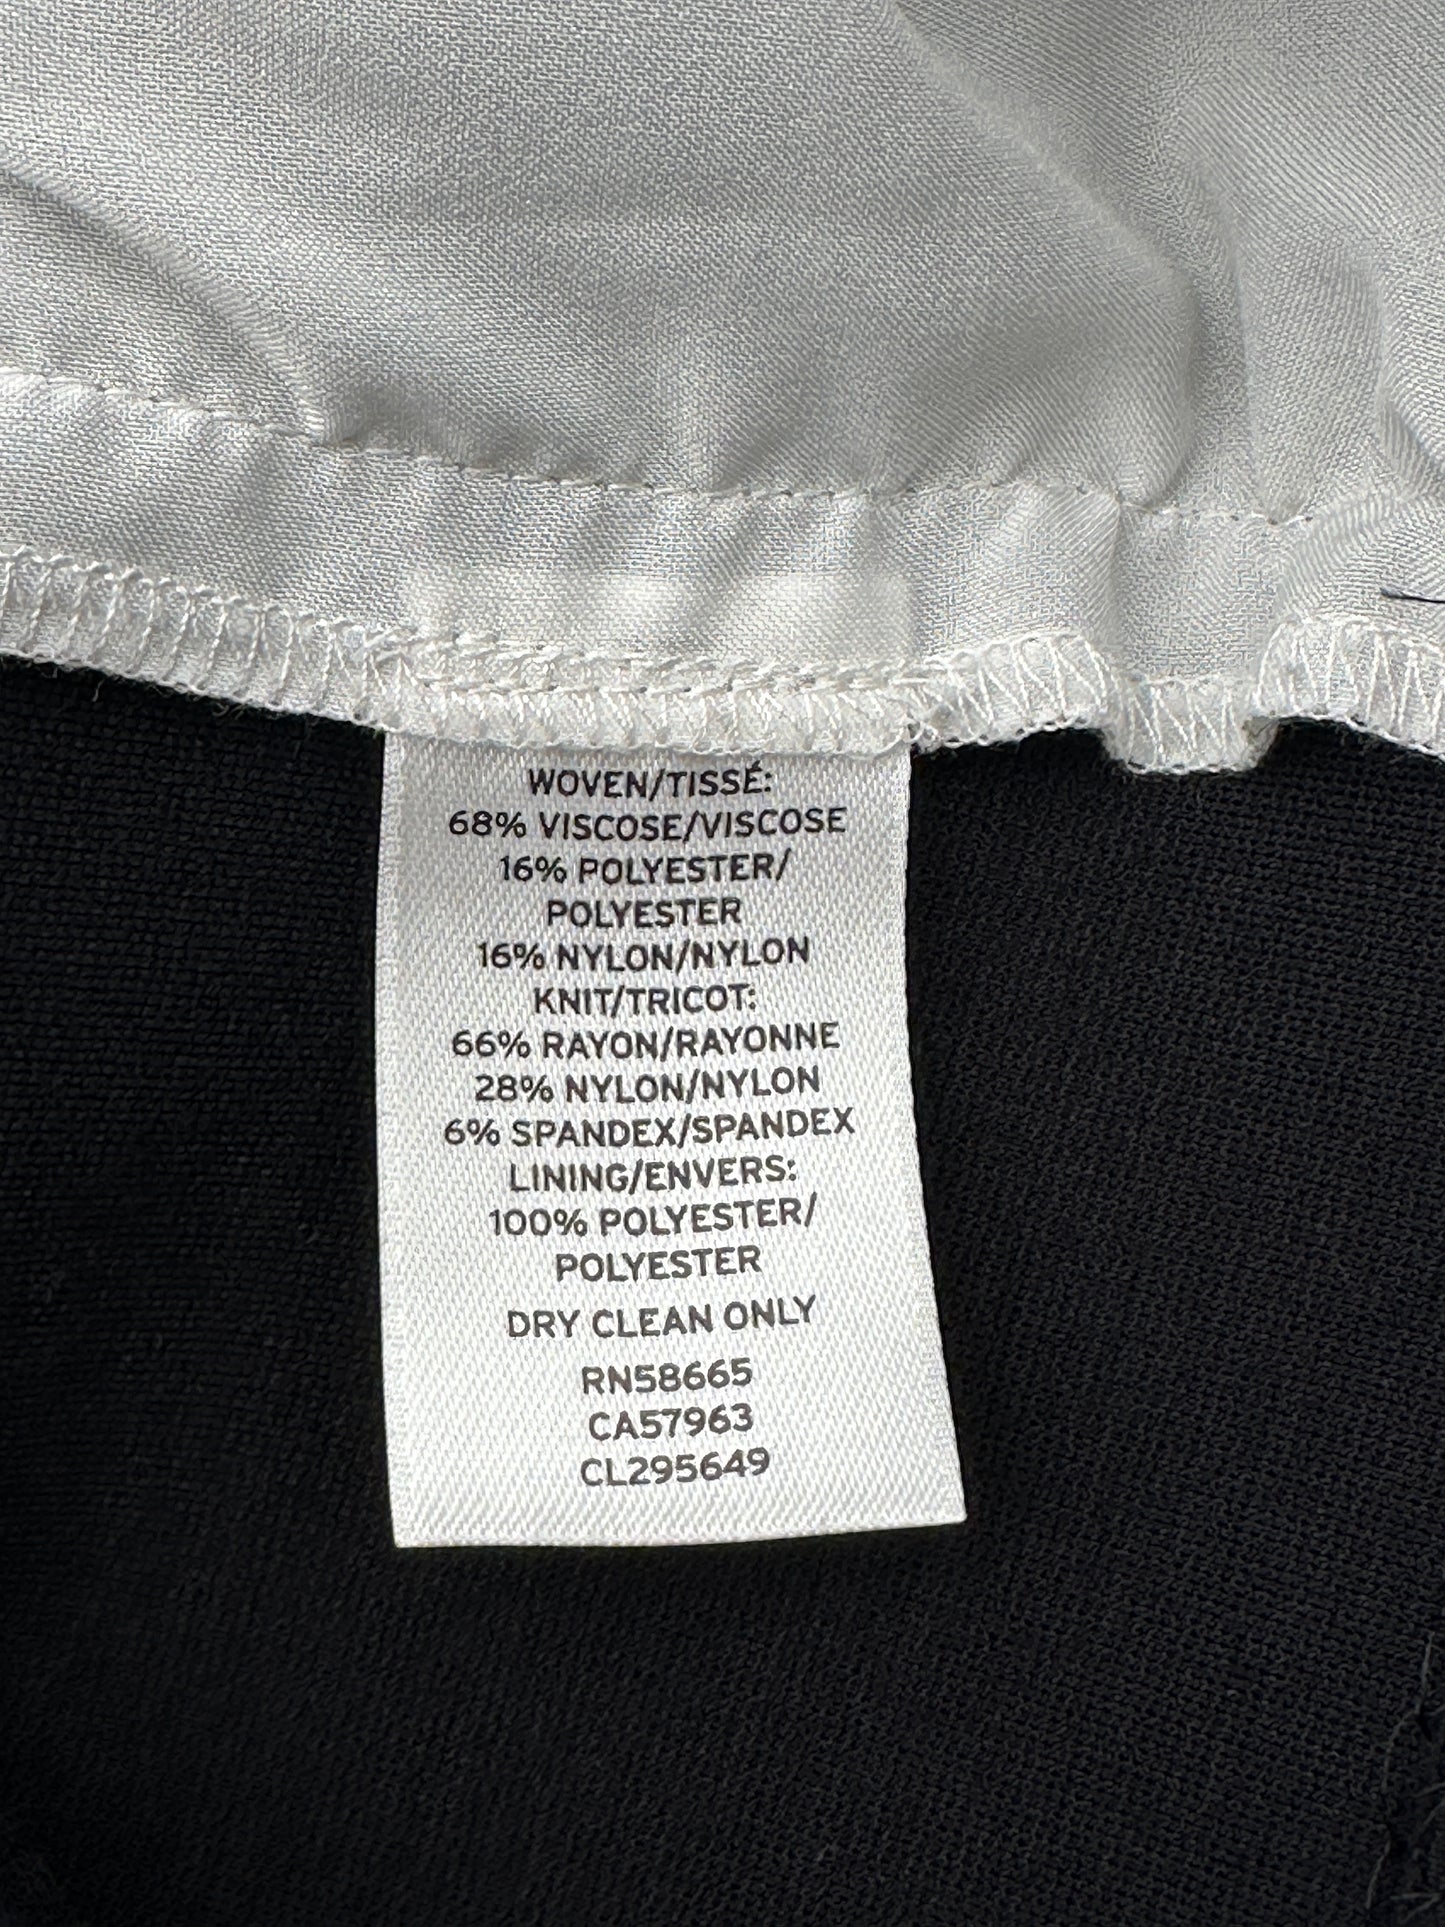 WOVEN/TISSÉ:
68% VISCOSE/VISCOSE
16% POLYESTER/
POLYESTER
16% NYLON/NYLON
KNIT/TRICOT:
66% RAYON/RAYONNE
28% NYLON/NYLON
6% SPANDEX/SPANDEX
LINING/ENVERS:
100% POLYESTER/
POLYESTER
DRY CLEAN ONLY
RN58665
CA57963
CL295649